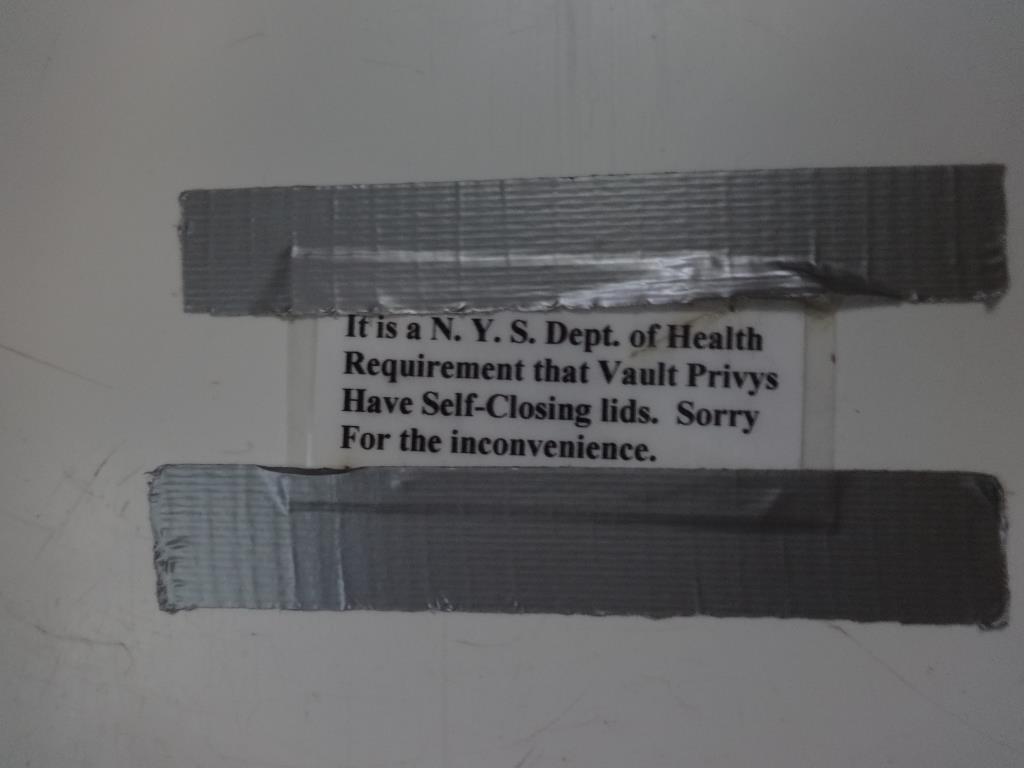 It is a N. Y. S. Dept. of Health
Requirement that Vault Privys
Have Self-Closing lids.  Sorry
For the inconvenience.